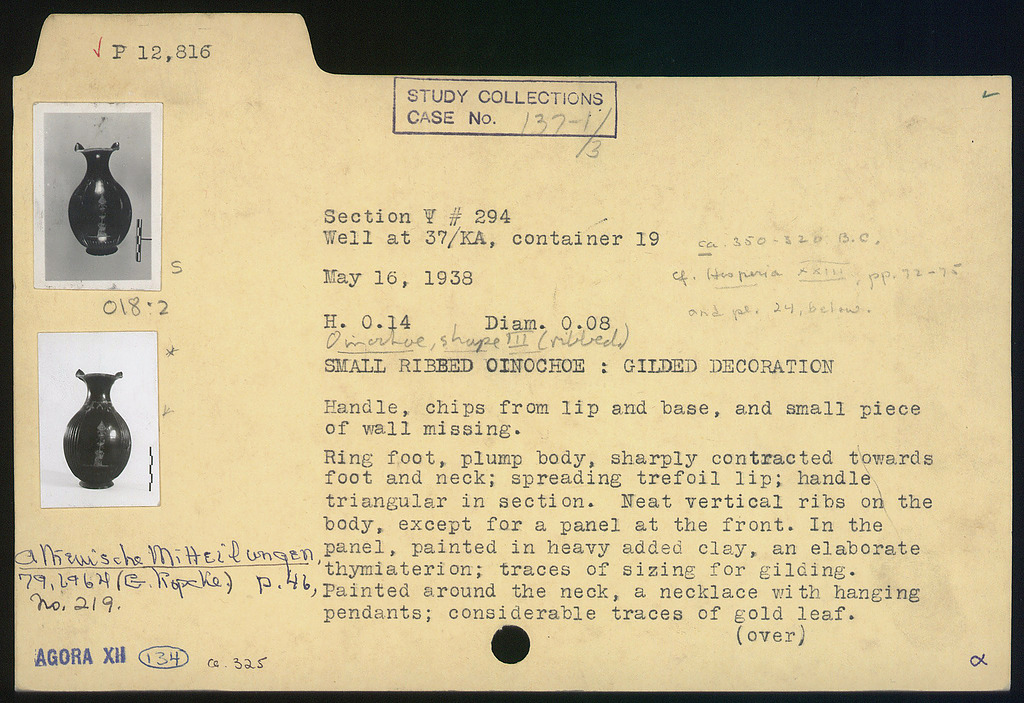 P 12,816
STUDY COLLECTIONS
CASE No. 137-1/
/3
Section Ψ # 294
Well at 37/KA, container 19
ca. 350-320 B.C.
May 16, 1938
cf. Hesperia XXIII, pp. 72-75
and pl. 24, below.
H. 0.14 Diam. 0.08
Oinochoe, shape III (ribbed)
SMALL RIBBED OINOCHOE : GILDED DECORATION
Handle, chips from lip and base, and small piece
of wall missing.
Ring foot, plump body, sharply contracted towards
foot and neck; spreading trefoil lip; handle
triangular in section. Neat vertical ribs on the
body, except for a panel at the front. In the
panel, painted in heavy added clay, an elaborate
thymiaterion; traces of sizing for gilding.
Painted around the neck, a necklace with hanging
pendants; considerable traces of gold leaf.
(over)
S
018:2
Athenische Mitteilungen,
79, 1964 (G. Kopcke) p. 46,
no. 219.
AGORA XII 134 ca. 325
α